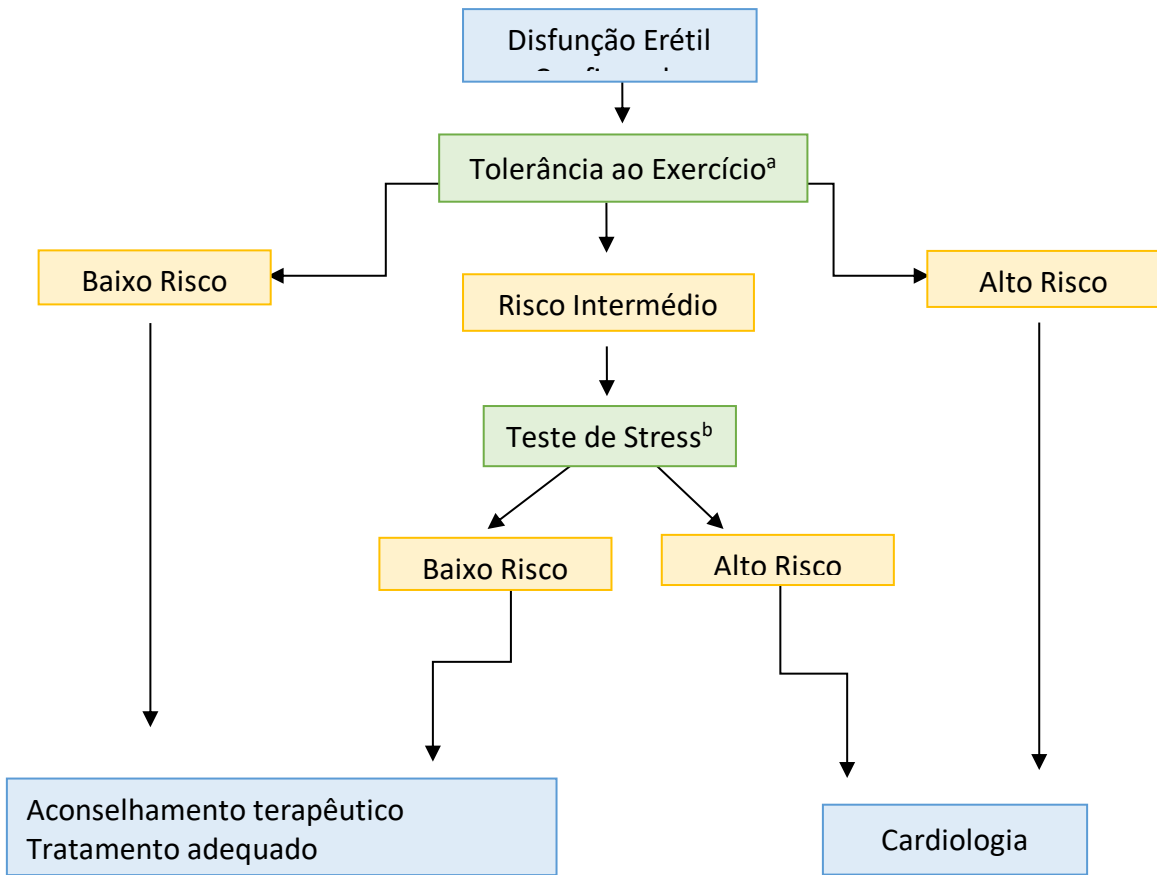 Disfunção Erétil
Tolerância ao Exercícioᵃ
Baixo Risco
Risco Intermédio
Alto Risco
Teste de Stressᵇ
Baixo Risco
Alto Risco
Aconselhamento terapêutico
Tratamento adequado
Cardiologia